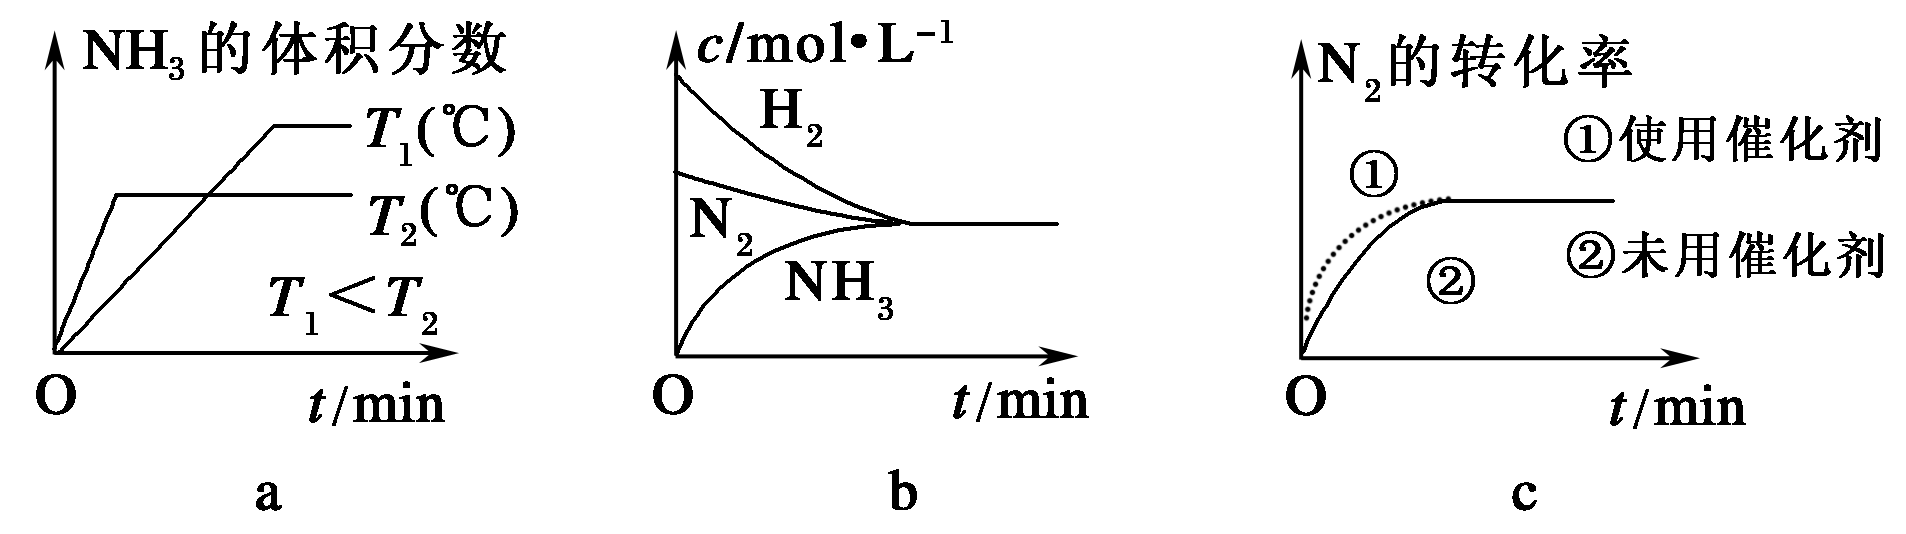 NH₃的体积分数
T₁(℃)
T₂(℃)
T₁<T₂
O
t/min
a
c/mol•L⁻¹
H₂
N₂
NH₃
O
t/min
b
N₂的转化率
①使用催化剂
①
②未用催化剂
②
O
t/min
c